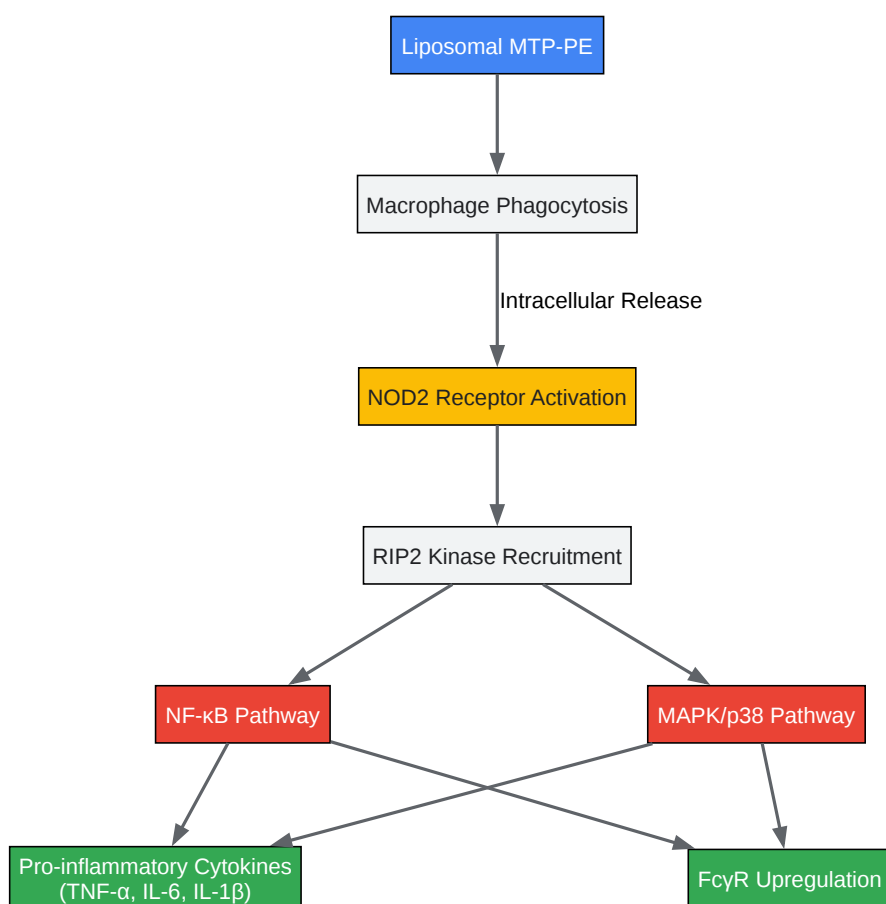 Liposomal MTP-PE
Macrophage Phagocytosis
Intracellular Release
NOD2 Receptor Activation
RIP2 Kinase Recruitment
NF-κB Pathway
MAPK/p38 Pathway
Pro-inflammatory Cytokines
(TNF-α, IL-6, IL-1β)
FcγR Upregulation